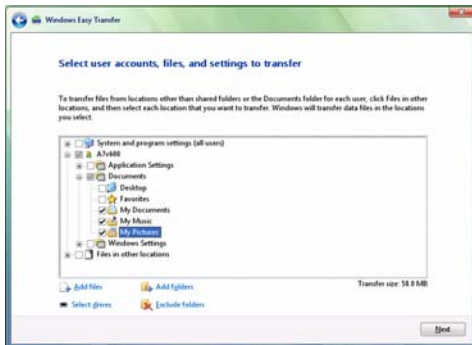 Windows Easy Transfer
Select user accounts, files, and settings to transfer
To transfer files from locations other than shared folders or the Documents folder for each user, click Files in other
locations, and then select each location that you want to transfer. Windows will transfer data files in the locations
you select.
System and program settings (all users)
A7v600
Application Settings
Documents
Desktop
Favorites
My Documents
My Music
My Pictures
Windows Settings
Files in other locations
Add files
Add folders
Transfer size: 58.0 MB
Select drives
Exclude folders
Next